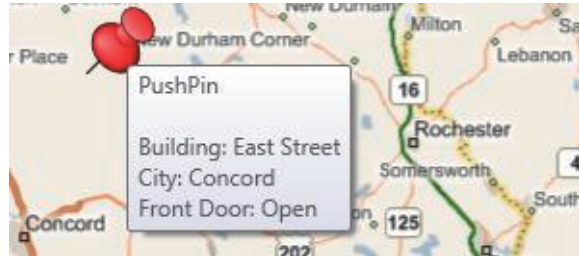 New Durham
Milton
New Durham Corner
Lebanon
r Place
PushPin
16
Building: East Street
Rochester
City: Concord
Somersworth
Front Door: Open
South
Concord
125
202